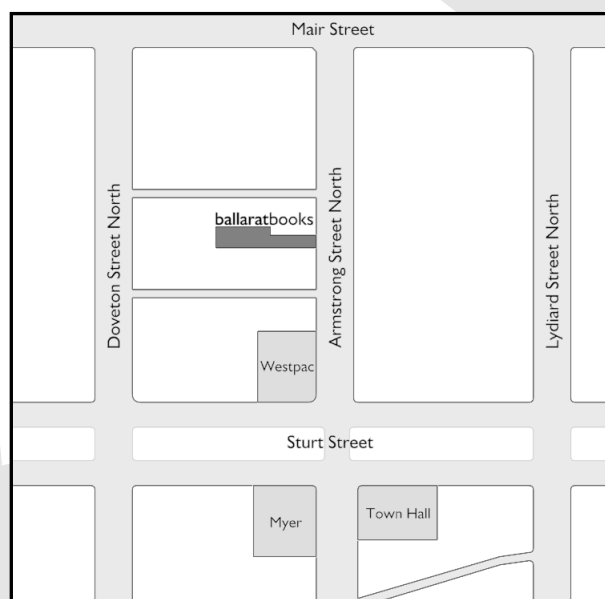 Mair Street
ballaratbooks
Doveton Street North
Armstrong Street North
Lydiard Street North
Westpac
Sturt Street
Myer
Town Hall